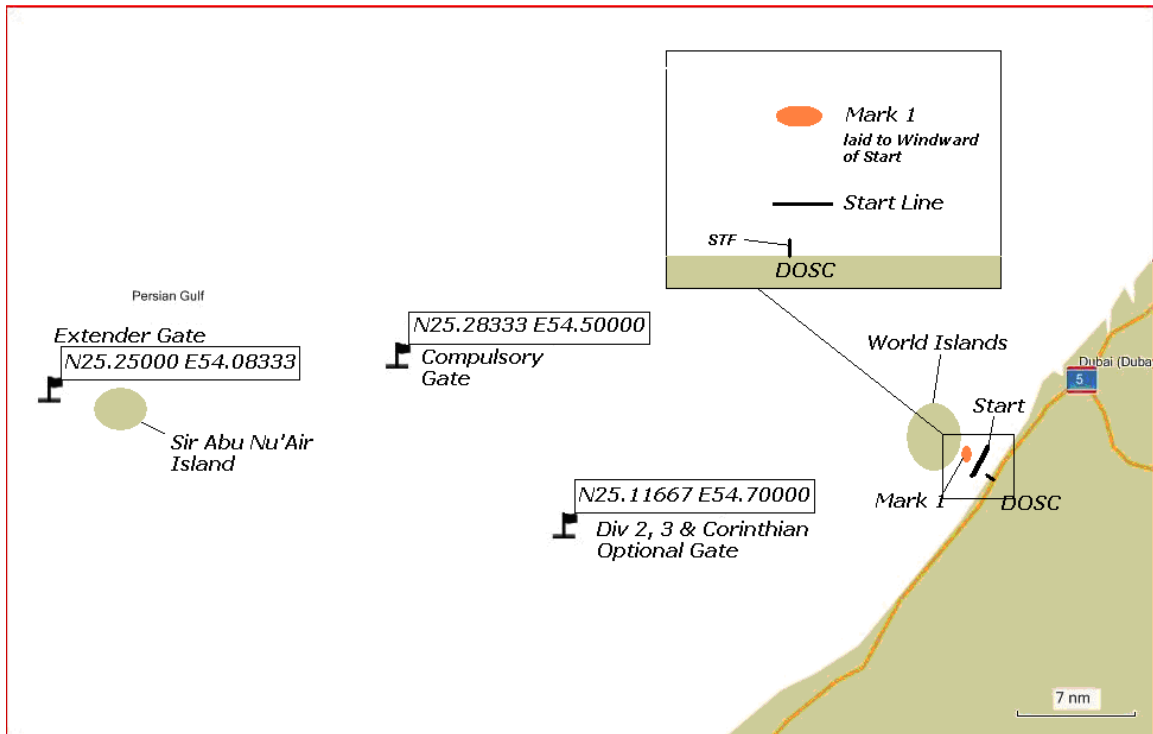 Mark 1
laid to Windward
of Start
Start Line
STF
DOSC
Persian Gulf
Extender Gate
N25.25000 E54.08333
N25.28333 E54.50000
Compulsory
Gate
World Islands
Dubai (Duba
5
Start
Sir Abu Nu'Air
Island
Mark 1
DOSC
N25.11667 E54.70000
Div 2, 3 & Corinthian
Optional Gate
7 nm